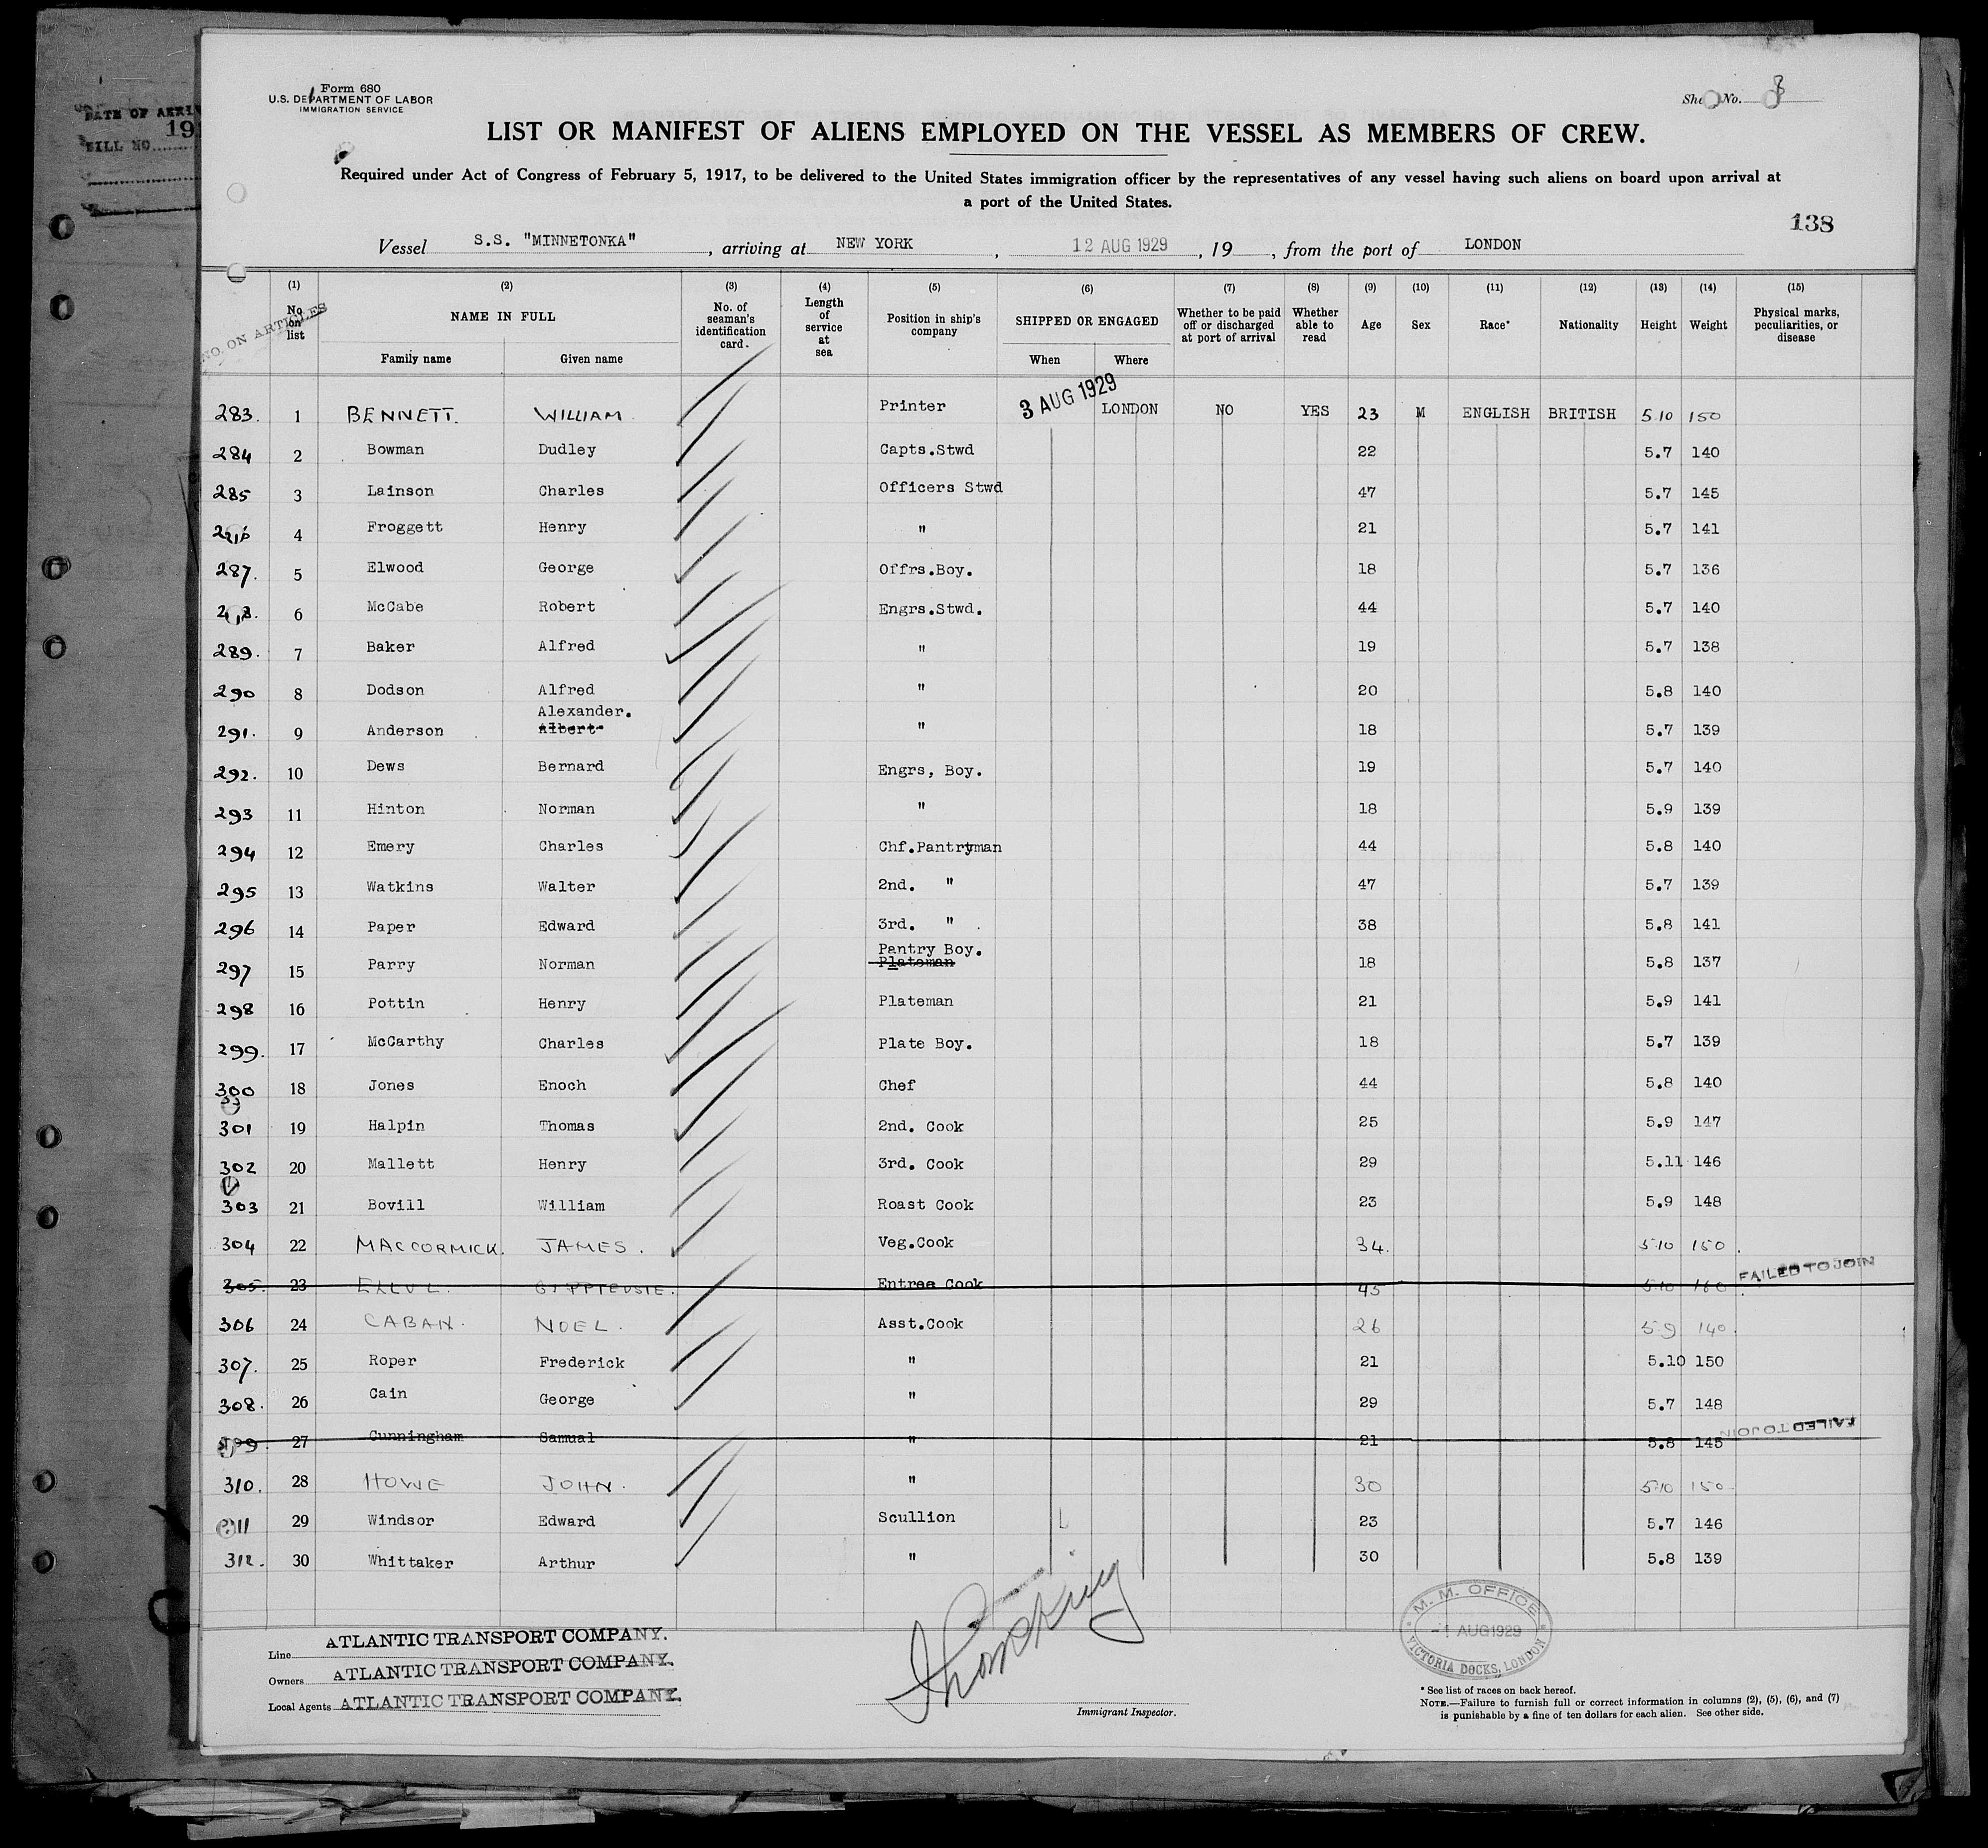 DATE OF ARRIV
19
BILL NO
Form 680
U.S. DEPARTMENT OF LABOR
IMMIGRATION SERVICE
Sheet No. 8
LIST OR MANIFEST OF ALIENS EMPLOYED ON THE VESSEL AS MEMBERS OF CREW.
Required under Act of Congress of February 5, 1917, to be delivered to the United States immigration officer by the representatives of any vessel having such aliens on board upon arrival at
a port of the United States.
138
Vessel S.S. "MINNETONKA" , arriving at NEW YORK , 12 AUG 1929 , 19 , from the port of LONDON
NO. ON ARTICLES
(1) No. on list
(2) NAME IN FULL
Family name Given name
(3) No. of seaman's identification card.
(4) Length of service at sea
(5) Position in ship's company
(6) SHIPPED OR ENGAGED
When Where
(7) Whether to be paid off or discharged at port of arrival
(8) Whether able to read
(9) Age
(10) Sex
(11) Race*
(12) Nationality
(13) Height
(14) Weight
(15) Physical marks, peculiarities, or disease
283. 1 BENNETT. WILLIAM. Printer 3 AUG 1929 LONDON NO YES 23 M ENGLISH BRITISH 5.10 150
284 2 Bowman Dudley Capts.Stwd 22 5.7 140
285 3 Lainson Charles Officers Stwd 47 5.7 145
4 Froggett Henry " 21 5.7 141
287. 5 Elwood George Offrs.Boy. 18 5.7 136
6 McCabe Robert Engrs.Stwd. 44 5.7 140
289. 7 Baker Alfred " 19 5.7 138
290 8 Dodson Alfred " 20 5.8 140
Alexander.
291. 9 Anderson Albert " 18 5.7 139
292. 10 Dews Bernard Engrs, Boy. 19 5.7 140
293 11 Hinton Norman " 18 5.9 139
294 12 Emery Charles Chf.Pantryman 44 5.8 140
295 13 Watkins Walter 2nd. " 47 5.7 139
296 14 Paper Edward 3rd. " 38 5.8 141
Pantry Boy.
297 15 Parry Norman Plateman 18 5.8 137
298 16 Pottin Henry Plateman 21 5.9 141
299. 17 McCarthy Charles Plate Boy. 18 5.7 139
300 18 Jones Enoch Chef 44 5.8 140
301 19 Halpin Thomas 2nd. Cook 25 5.9 147
302 20 Mallett Henry 3rd. Cook 29 5.11 146
303 21 Bovill William Roast Cook 23 5.9 148
304 22 MACCORMICK. JAMES. Veg.Cook 34. 5.10 150.
305. 23 ELLUL. Entree Cook 45 5.10 160 FAILED TO JOIN
306 24 CABAN. NOEL. Asst.Cook 26 5.9 140.
307. 25 Roper Frederick " 21 5.10 150
308. 26 Cain George " 29 5.7 148
27 Cunningham Samual " 21 5.8 145 FAILED TO JOIN
310. 28 HOWE JOHN. " 30 5.10 150
29 Windsor Edward Scullion 23 5.7 146
312. 30 Whittaker Arthur " 30 5.8 139
Line ATLANTIC TRANSPORT COMPANY.
Owners ATLANTIC TRANSPORT COMPANY.
Local Agents ATLANTIC TRANSPORT COMPANY.
Immigrant Inspector.
M. M. OFFICE
-1 AUG 1929
VICTORIA DOCKS, LONDON
* See list of races on back hereof.
NOTE.—Failure to furnish full or correct information in columns (2), (5), (6), and (7)
is punishable by a fine of ten dollars for each alien. See other side.